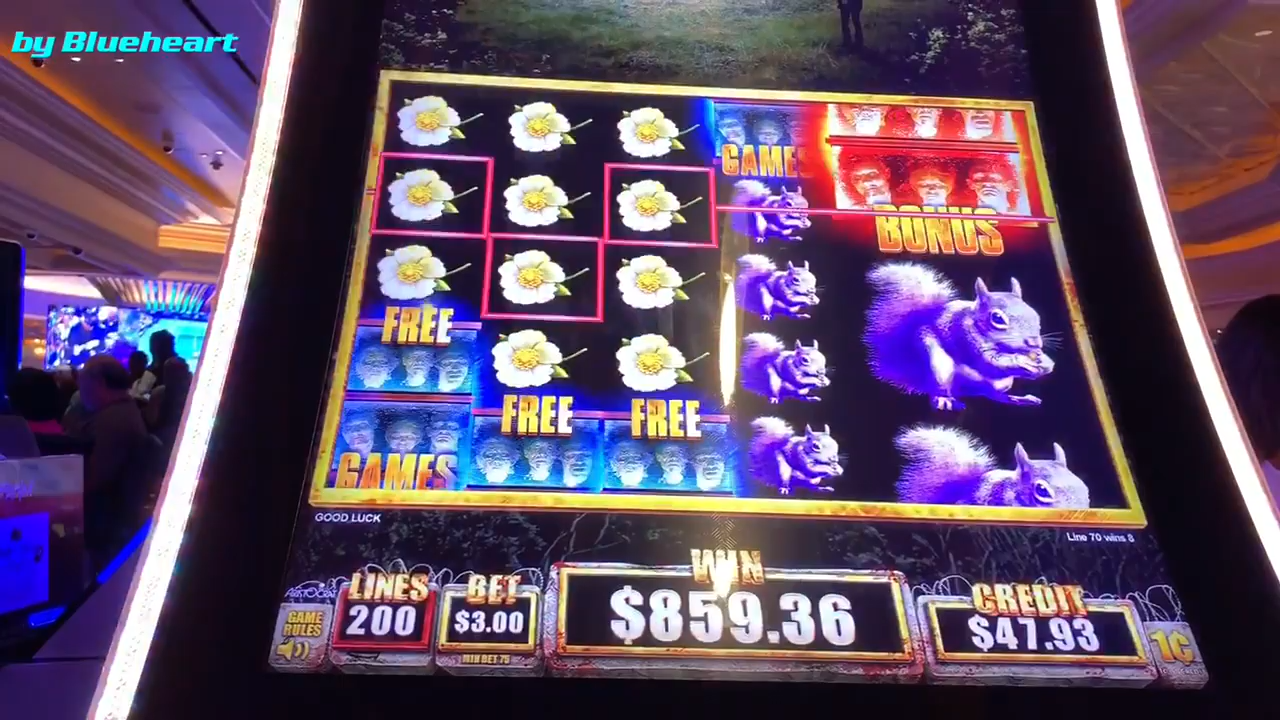 by Blueheart
GAMES
BONUS
FREE
FREE
FREE
GAMES
GOOD LUCK
Line 70 wins 8
ARISTOCRAT
GAME
RULES
LINES
200
BET
$3.00
MIN BET 75
WIN
$859.36
CREDIT
$47.93
1¢